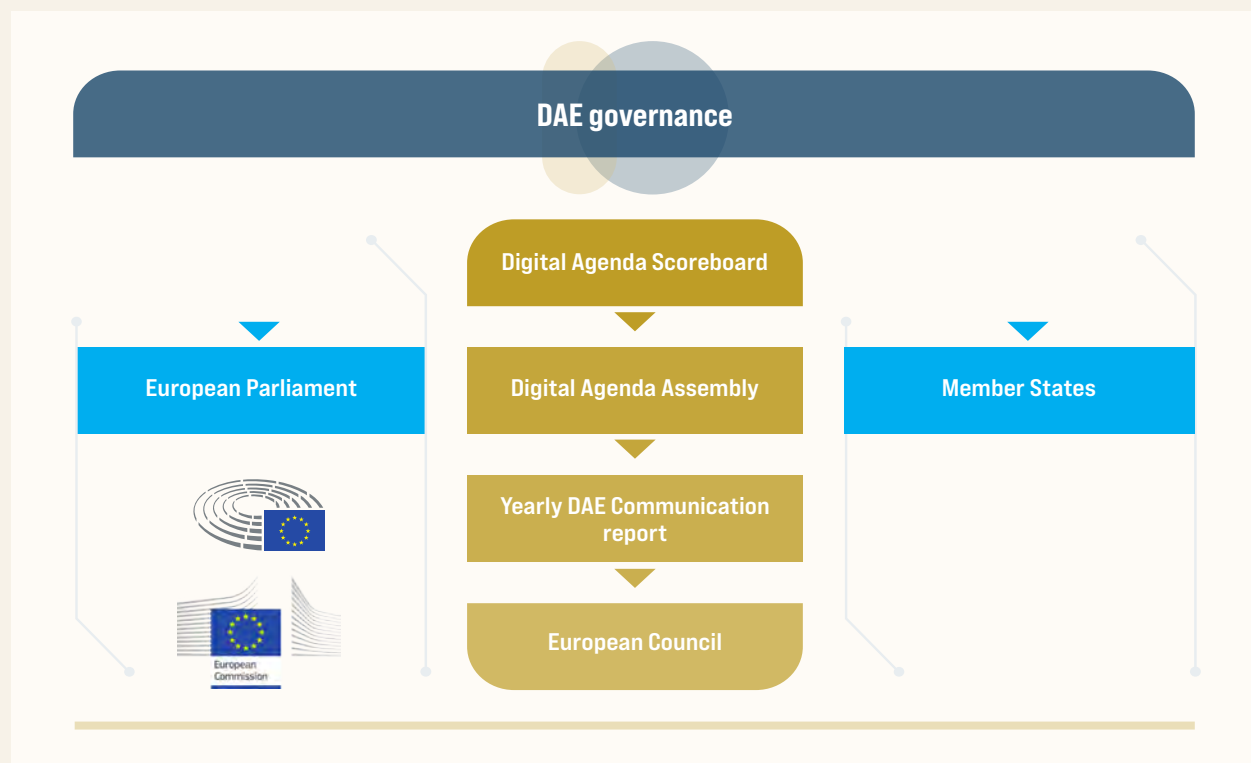 DAE governance
Digital Agenda Scoreboard
European Parliament
Digital Agenda Assembly
Member States
Yearly DAE Communication
report
European Council
European
Commission